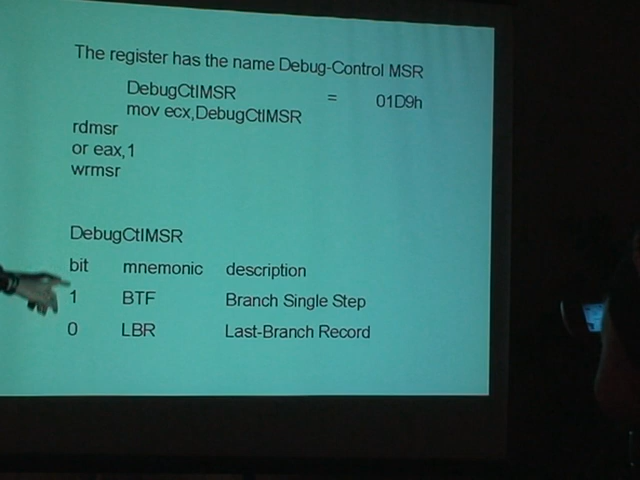 The register has the name Debug-Control MSR
DebugCtlMSR = 01D9h
mov ecx,DebugCtlMSR
rdmsr
or eax,1
wrmsr
DebugCtlMSR
bit mnemonic description
1 BTF Branch Single Step
0 LBR Last-Branch Record